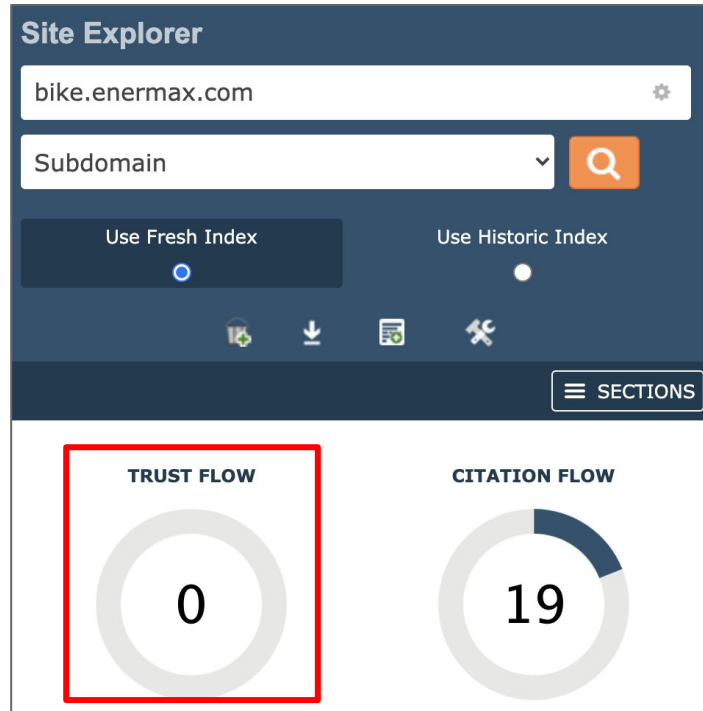 Site Explorer
bike.enermax.com
Subdomain
Use Fresh Index
Use Historic Index
SECTIONS
TRUST FLOW
CITATION FLOW
0
19